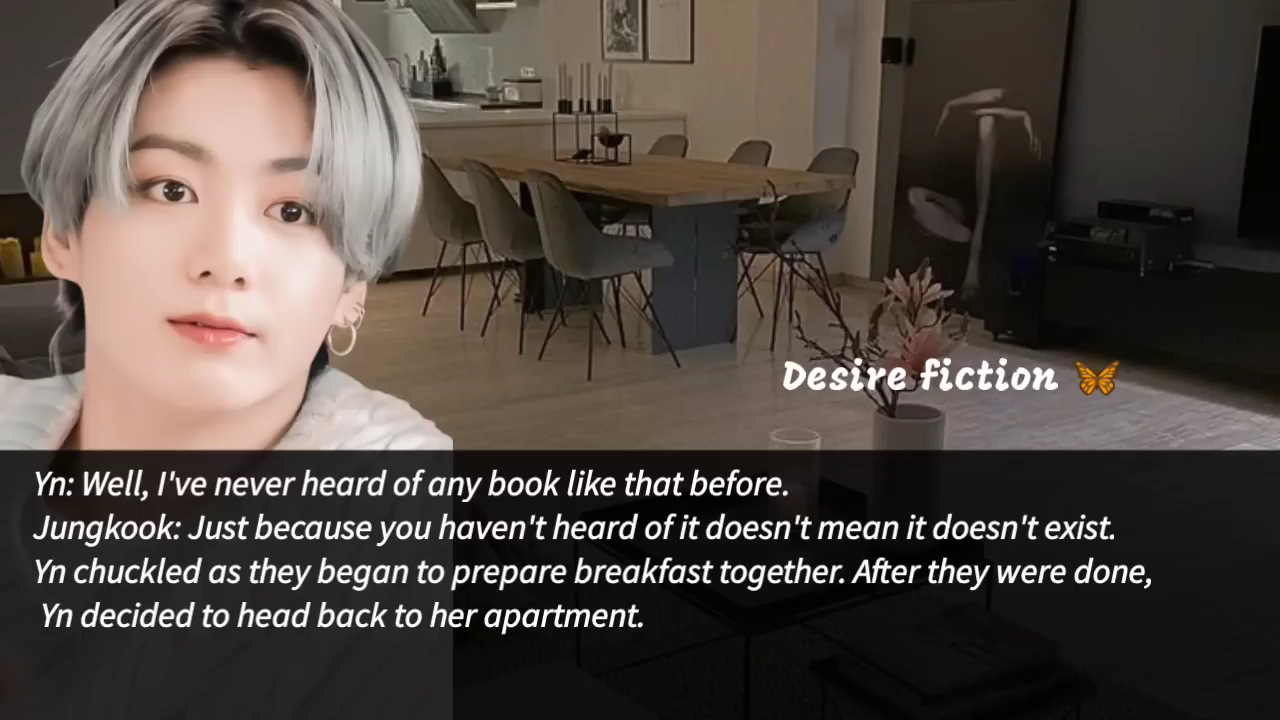 Desire fiction 🦋
Yn: Well, I've never heard of any book like that before.
Jungkook: Just because you haven't heard of it doesn't mean it doesn't exist.
Yn chuckled as they began to prepare breakfast together. After they were done,
Yn decided to head back to her apartment.